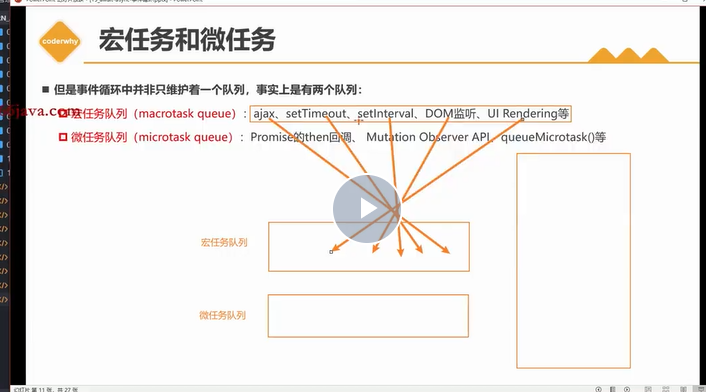 coderwhy
宏任务和微任务
但是事件循环中并非只维护着一个队列，事实上是有两个队列：
宏任务队列（macrotask queue）：ajax、setTimeout、setInterval、DOM监听、UI Rendering等
java.com
微任务队列（microtask queue）：Promise的then回调、 Mutation Observer API、queueMicrotask()等
宏任务队列
微任务队列
幻灯片 第 11 张，共 27 张